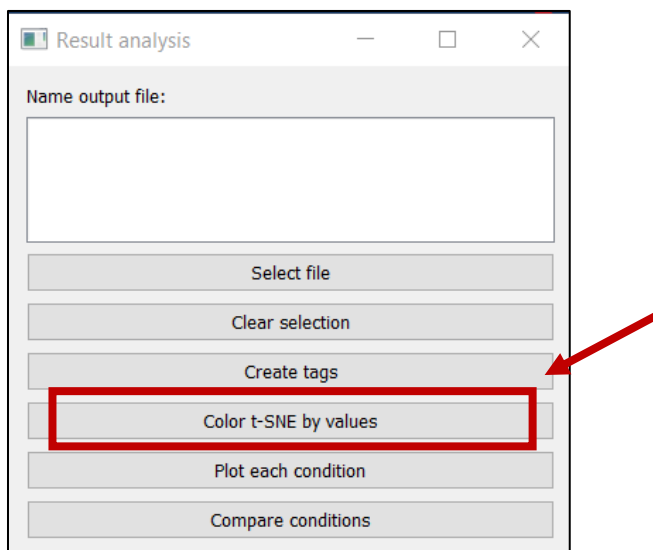 Result analysis
Name output file:
Select file
Clear selection
Create tags
Color t-SNE by values
Plot each condition
Compare conditions